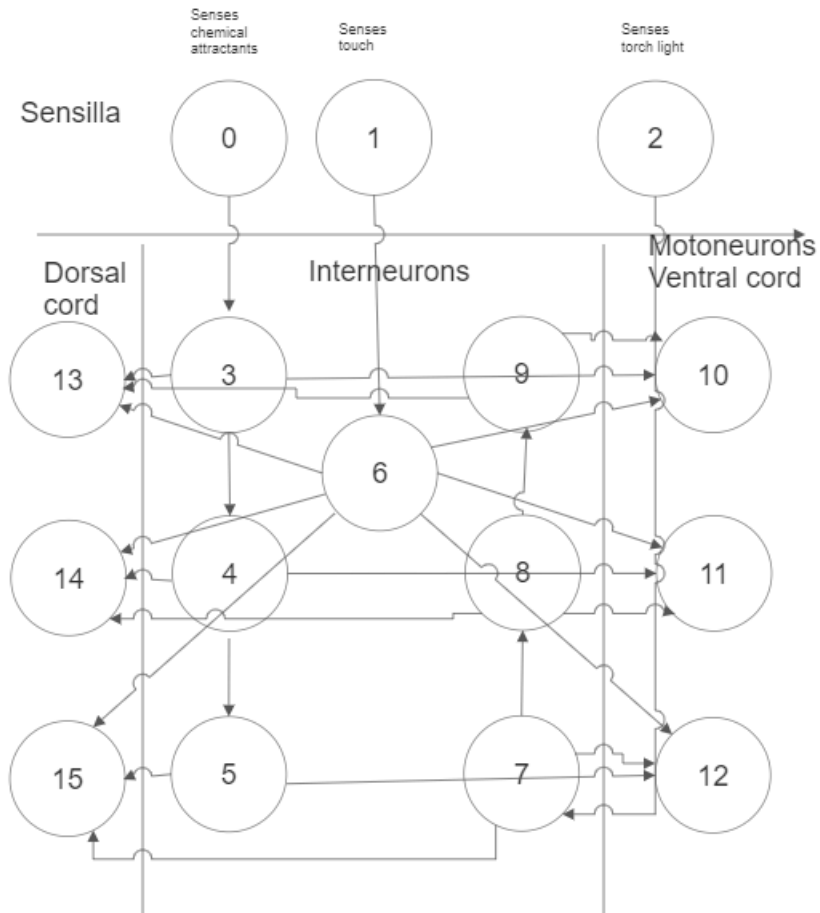 Senses
chemical
attractants
Senses
touch
Senses
torch light
Sensilla
0
1
2
Dorsal
cord
Interneurons
Motoneurons
Ventral cord
13
3
9
10
6
14
4
8
11
15
5
7
12